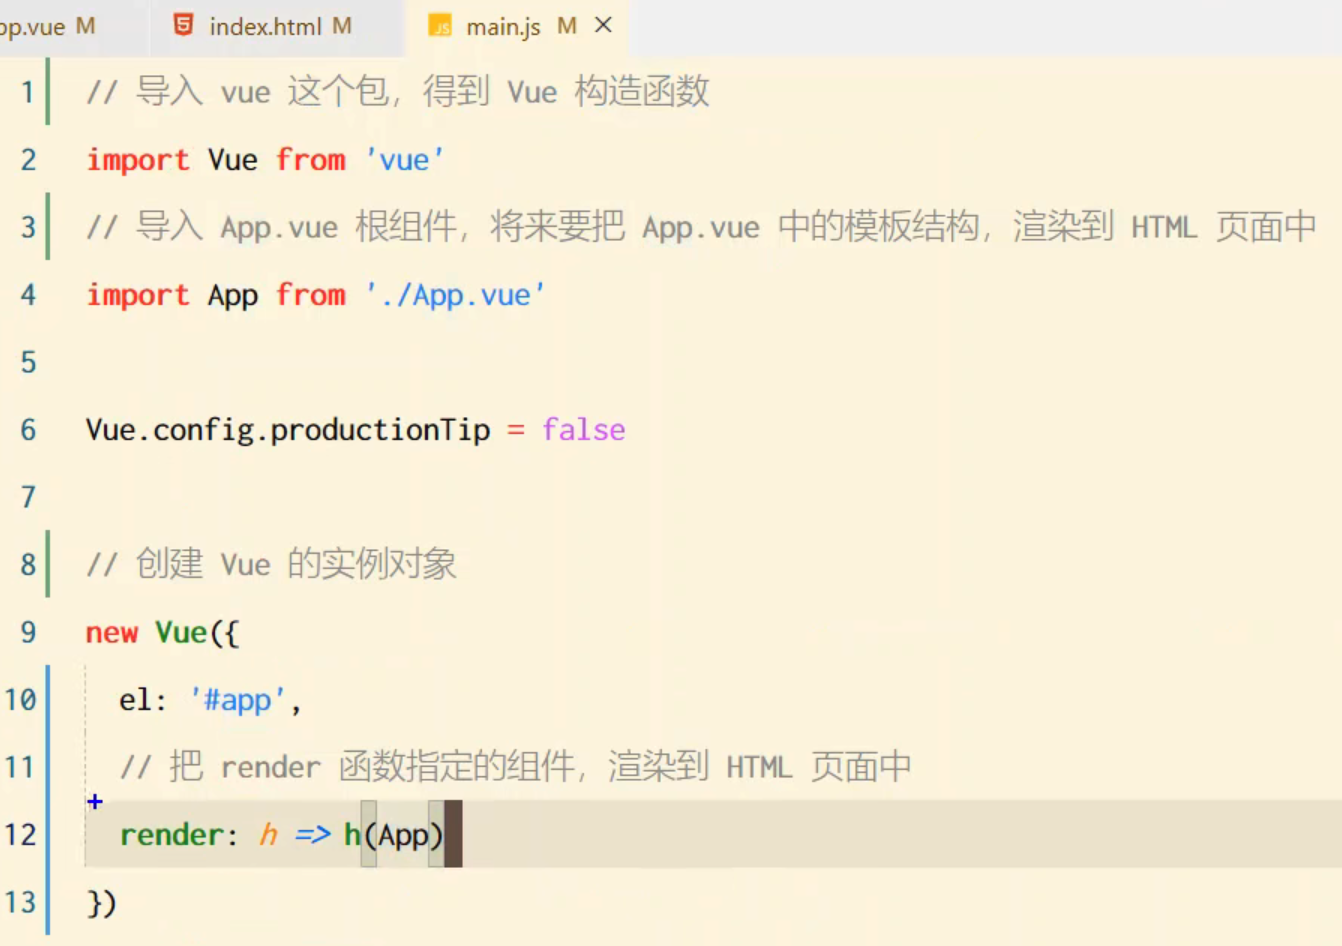 pp.vue M index.html M JS main.js M ×
1 // 导入 vue 这个包，得到 Vue 构造函数
2 import Vue from 'vue'
3 // 导入 App.vue 根组件，将来要把 App.vue 中的模板结构，渲染到 HTML 页面中
4 import App from './App.vue'
5
6 Vue.config.productionTip = false
7
8 // 创建 Vue 的实例对象
9 new Vue({
10 el: '#app',
11 // 把 render 函数指定的组件，渲染到 HTML 页面中
12 render: h => h(App)
13 })